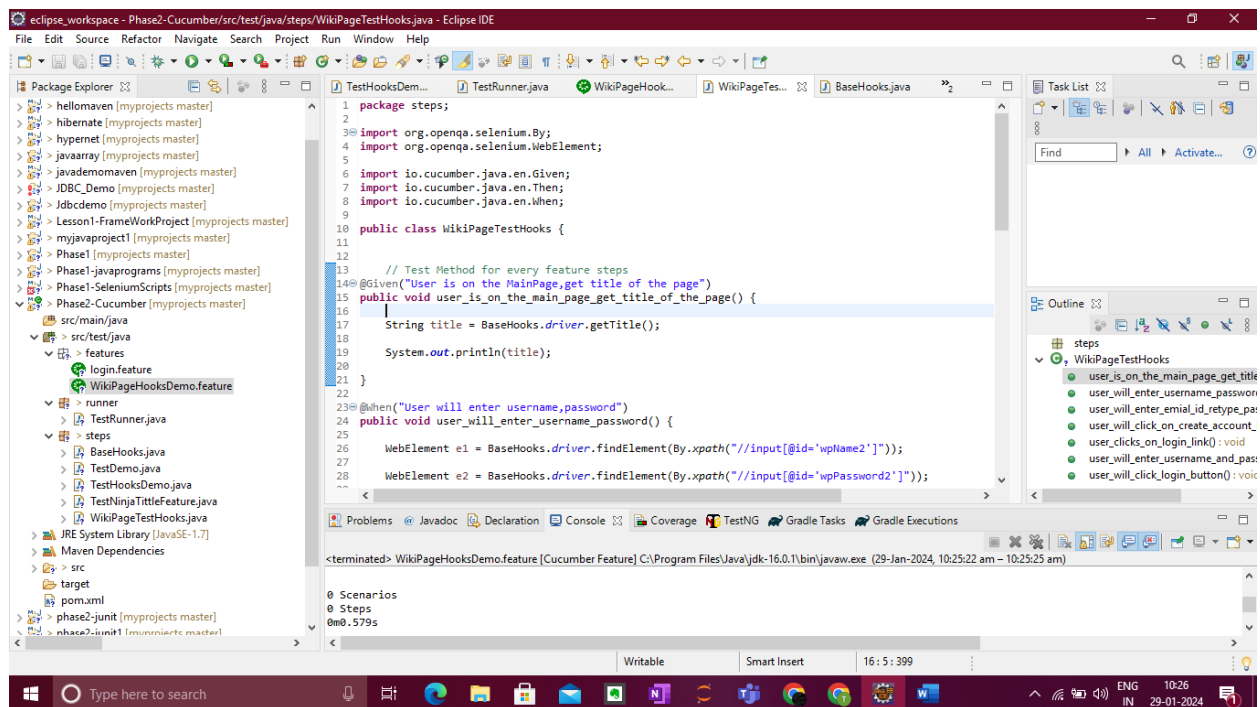 eclipse_workspace - Phase2-Cucumber/src/test/java/steps/WikiPageTestHooks.java - Eclipse IDE
File Edit Source Refactor Navigate Search Project Run Window Help
Package Explorer
> hellomaven [myprojects master]
> hibernate [myprojects master]
> hypernet [myprojects master]
> javaarray [myprojects master]
> javademomaven [myprojects master]
> JDBC_Demo [myprojects master]
> Jdbcdemo [myprojects master]
> Lesson1-FrameWorkProject [myprojects master]
> myjavaproject1 [myprojects master]
> Phase1 [myprojects master]
> Phase1-javaprograms [myprojects master]
> Phase1-SeleniumScripts [myprojects master]
> Phase2-Cucumber [myprojects master]
src/main/java
> src/test/java
> features
login.feature
WikiPageHooksDemo.feature
> runner
TestRunner.java
> steps
BaseHooks.java
TestDemo.java
TestHooksDemo.java
TestNinjaTittleFeature.java
WikiPageTestHooks.java
JRE System Library [JavaSE-1.7]
Maven Dependencies
> src
target
pom.xml
> phase2-junit [myprojects master]
> phase2-junit1 [myprojects master]
TestHooksDem... TestRunner.java WikiPageHook... WikiPageTes... BaseHooks.java »2
1 package steps;
2
3 import org.openqa.selenium.By;
4 import org.openqa.selenium.WebElement;
5
6 import io.cucumber.java.en.Given;
7 import io.cucumber.java.en.Then;
8 import io.cucumber.java.en.When;
9
10 public class WikiPageTestHooks {
11
12
13 // Test Method for every feature steps
14 @Given("User is on the MainPage,get title of the page")
15 public void user_is_on_the_main_page_get_title_of_the_page() {
16
17 String title = BaseHooks.driver.getTitle();
18
19 System.out.println(title);
20
21 }
22
23 @When("User will enter username,password")
24 public void user_will_enter_username_password() {
25
26 WebElement e1 = BaseHooks.driver.findElement(By.xpath("//input[@id='wpName2']"));
27
28 WebElement e2 = BaseHooks.driver.findElement(By.xpath("//input[@id='wpPassword2']"));
Task List
Find All Activate...
Outline
steps
WikiPageTestHooks
user_is_on_the_main_page_get_title
user_will_enter_username_password
user_will_enter_emial_id_retype_pas
user_will_click_on_create_account_
user_clicks_on_login_link() : void
user_will_enter_username_and_pass
user_will_click_login_button() : void
Problems @ Javadoc Declaration Console Coverage TestNG Gradle Tasks Gradle Executions
<terminated> WikiPageHooksDemo.feature [Cucumber Feature] C:\Program Files\Java\jdk-16.0.1\bin\javaw.exe (29-Jan-2024, 10:25:22 am – 10:25:25 am)
0 Scenarios
0 Steps
0m0.579s
Writable Smart Insert 16 : 5 : 399
Type here to search
ENG
IN
10:26
29-01-2024